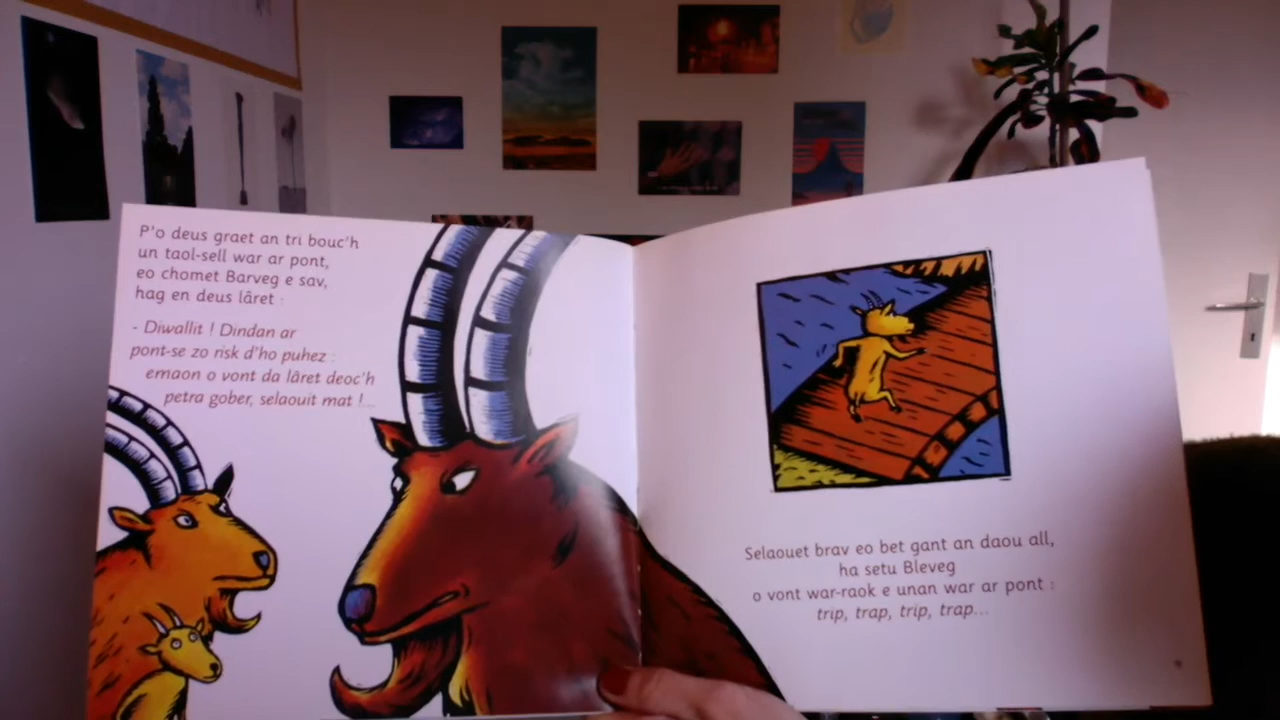 P'o deus graet an tri bouc'h
un taol-sell war ar pont,
eo chomet Barveg e sav,
hag en deus lâret :
- Diwallit ! Dindan ar
pont-se zo risk d'ho puhez :
emaon o vont da lâret deoc'h
petra gober, selaouit mat !...
Selaouet brav eo bet gant an daou all,
ha setu Bleveg
o vont war-raok e unan war ar pont :
trip, trap, trip, trap...